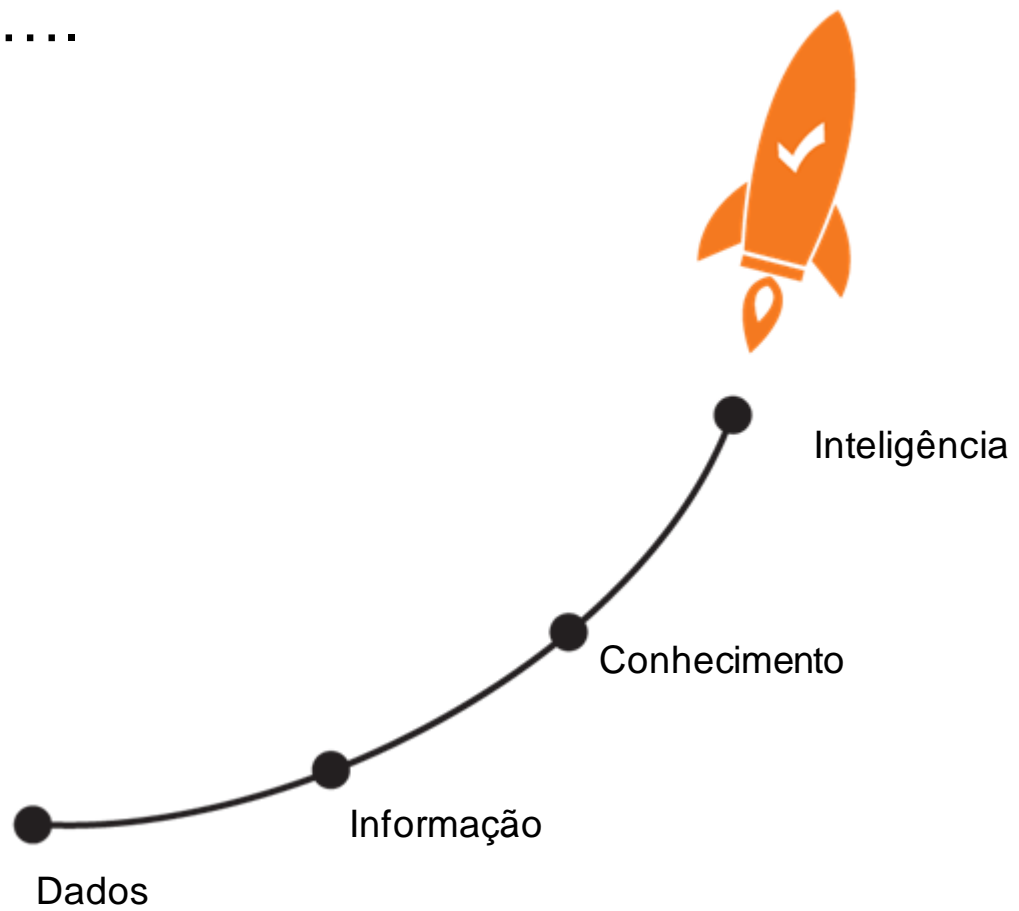 ....
Inteligência
Conhecimento
Informação
Dados